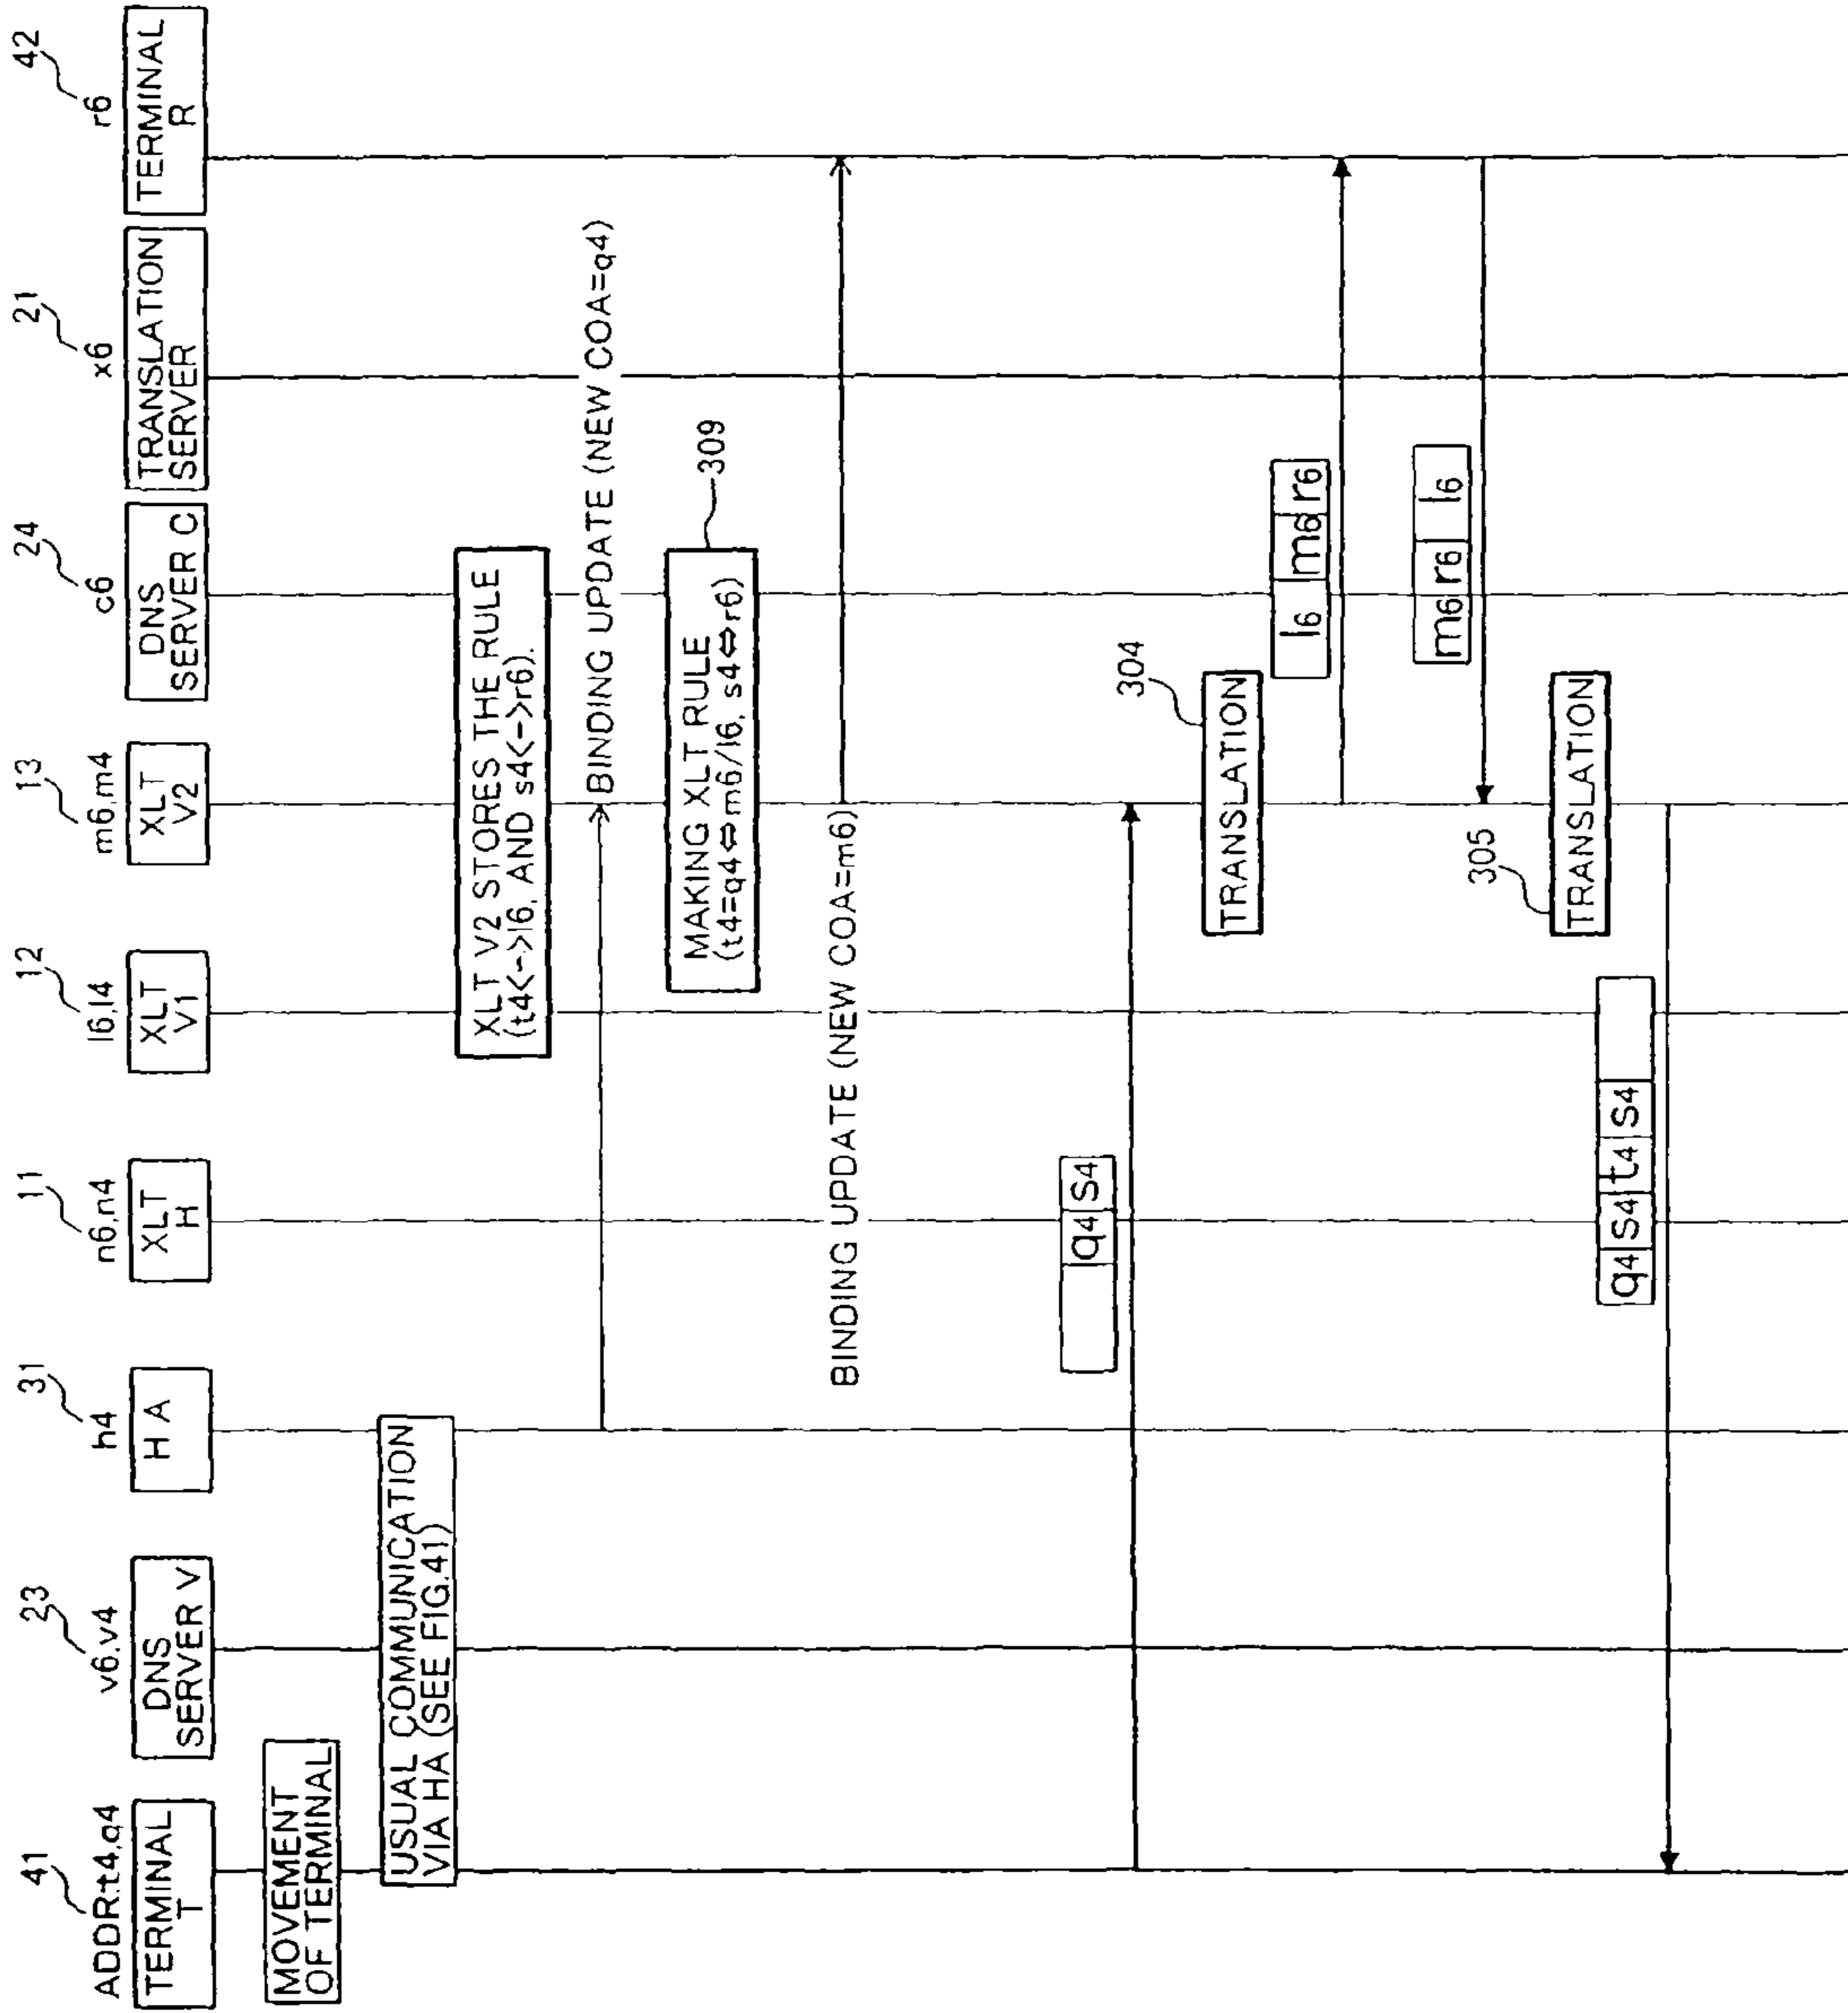 41
ADDR:t4,q4
TERMINAL
T
23
v6,v4
DNS
SERVER V
31
h4
H A
11
n6,n4
XLT
H
12
l6,l4
XLT
V1
13
m6,m4
XLT
V2
24
c6
DNS
SERVER C
21
x6
TRANSLATION
SERVER
42
r6
TERMINAL
R
MOVEMENT
OF TERMINAL
USUAL COMMUNICATION
VIA HA (SEE FIG.41)
XLT V2 STORES THE RULE
(t4<->l6, AND s4<->r6).
BINDING UPDATE (NEW COA=q4)
309
MAKING XLT RULE
(t4=q4⇔m6/l6, s4⇔r6)
BINDING UPDATE (NEW COA=m6)
q4 s4
304
TRANSLATION
l6 m6 r6
m6 r6 l6
305
TRANSLATION
q4 s4 t4 s4